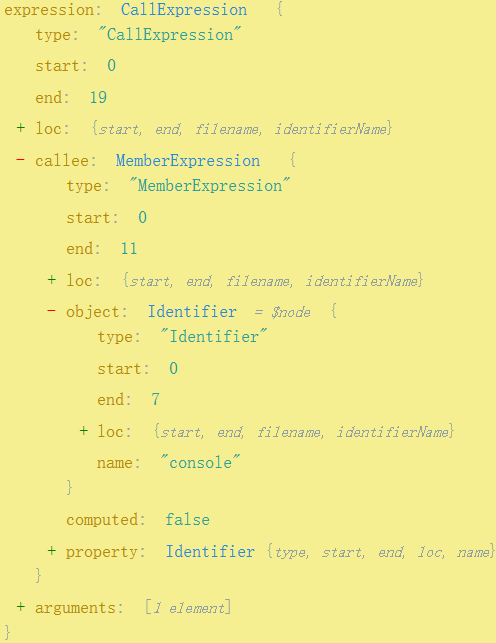 expression: CallExpression {
type: "CallExpression"
start: 0
end: 19
+ loc: {start, end, filename, identifierName}
- callee: MemberExpression {
type: "MemberExpression"
start: 0
end: 11
+ loc: {start, end, filename, identifierName}
- object: Identifier = $node {
type: "Identifier"
start: 0
end: 7
+ loc: {start, end, filename, identifierName}
name: "console"
}
computed: false
+ property: Identifier {type, start, end, loc, name}
}
+ arguments: [1 element]
}